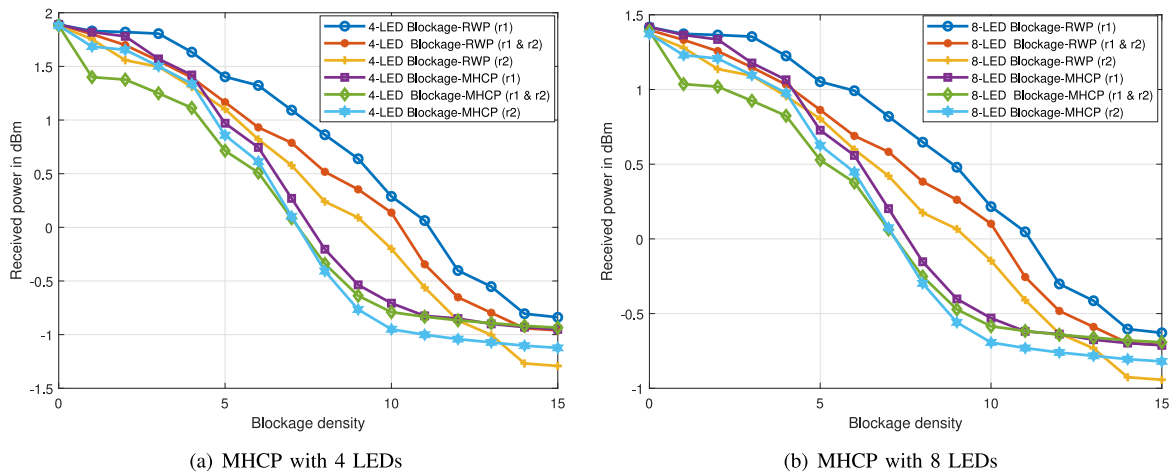 2
1.5
1
0.5
0
-0.5
-1
-1.5
Received power in dBm
0
5
10
15
Blockage density
4-LED Blockage-RWP (r1)
4-LED Blockage-RWP (r1 & r2)
4-LED Blockage-RWP (r2)
4-LED Blockage-MHCP (r1)
4-LED Blockage-MHCP (r1 & r2)
4-LED Blockage-MHCP (r2)
(a) MHCP with 4 LEDs
1.5
1
0.5
0
-0.5
-1
Received power in dBm
0
5
10
15
Blockage density
8-LED Blockage-RWP (r1)
8-LED Blockage-RWP (r1 & r2)
8-LED Blockage-RWP (r2)
8-LED Blockage-MHCP (r1)
8-LED Blockage-MHCP (r1 & r2)
8-LED Blockage-MHCP (r2)
(b) MHCP with 8 LEDs